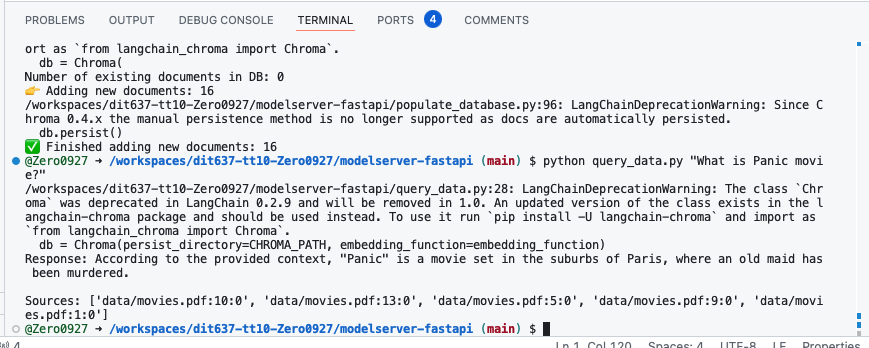 PROBLEMS OUTPUT DEBUG CONSOLE TERMINAL PORTS 4 COMMENTS
ort as `from langchain_chroma import Chroma`.
  db = Chroma(
Number of existing documents in DB: 0
👉 Adding new documents: 16
/workspaces/dit637-tt10-Zero0927/modelserver-fastapi/populate_database.py:96: LangChainDeprecationWarning: Since C
hroma 0.4.x the manual persistence method is no longer supported as docs are automatically persisted.
  db.persist()
✅ Finished adding new documents: 16
@Zero0927 ➜ /workspaces/dit637-tt10-Zero0927/modelserver-fastapi (main) $ python query_data.py "What is Panic movi
e?"
/workspaces/dit637-tt10-Zero0927/modelserver-fastapi/query_data.py:28: LangChainDeprecationWarning: The class `Chr
oma` was deprecated in LangChain 0.2.9 and will be removed in 1.0. An updated version of the class exists in the l
angchain-chroma package and should be used instead. To use it run `pip install -U langchain-chroma` and import as
`from langchain_chroma import Chroma`.
  db = Chroma(persist_directory=CHROMA_PATH, embedding_function=embedding_function)
Response: According to the provided context, "Panic" is a movie set in the suburbs of Paris, where an old maid has
 been murdered.
Sources: ['data/movies.pdf:10:0', 'data/movies.pdf:13:0', 'data/movies.pdf:5:0', 'data/movies.pdf:9:0', 'data/movi
es.pdf:1:0']
@Zero0927 ➜ /workspaces/dit637-tt10-Zero0927/modelserver-fastapi (main) $
4 Ln 1, Col 120 Spaces: 4 UTF-8 LF Properties